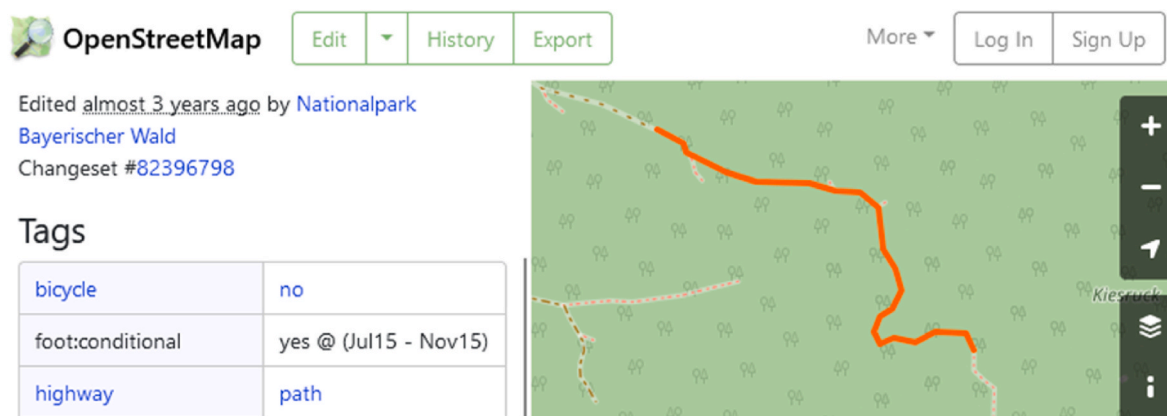 OpenStreetMap Edit History Export More Log In Sign Up
Edited almost 3 years ago by Nationalpark
Bayerischer Wald
Changeset #82396798
Tags
bicycle no
foot:conditional yes @ (Jul15 - Nov15)
highway path
Kiesruck